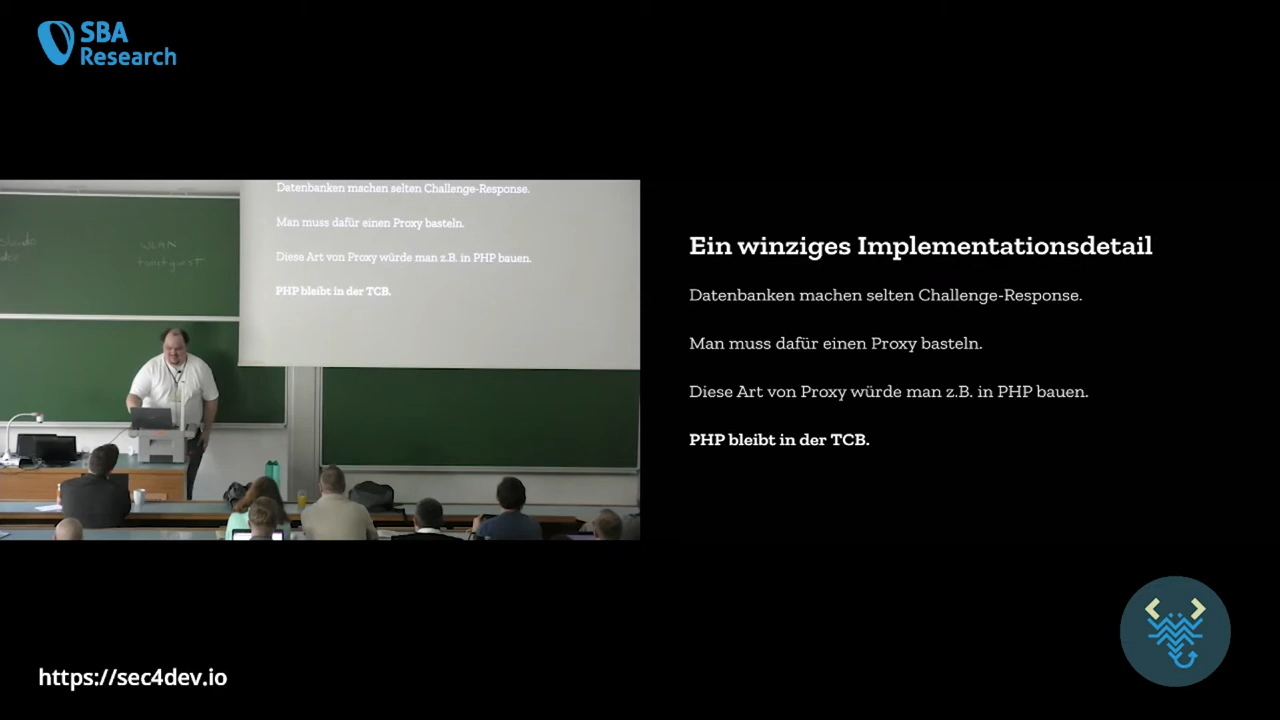 SBA
Research
Datenbanken machen selten Challenge-Response.
Man muss dafür einen Proxy basteln.
Diese Art von Proxy würde man z.B. in PHP bauen.
PHP bleibt in der TCB.
WLAN
Ein winziges Implementationsdetail
Datenbanken machen selten Challenge-Response.
Man muss dafür einen Proxy basteln.
Diese Art von Proxy würde man z.B. in PHP bauen.
PHP bleibt in der TCB.
https://sec4dev.io